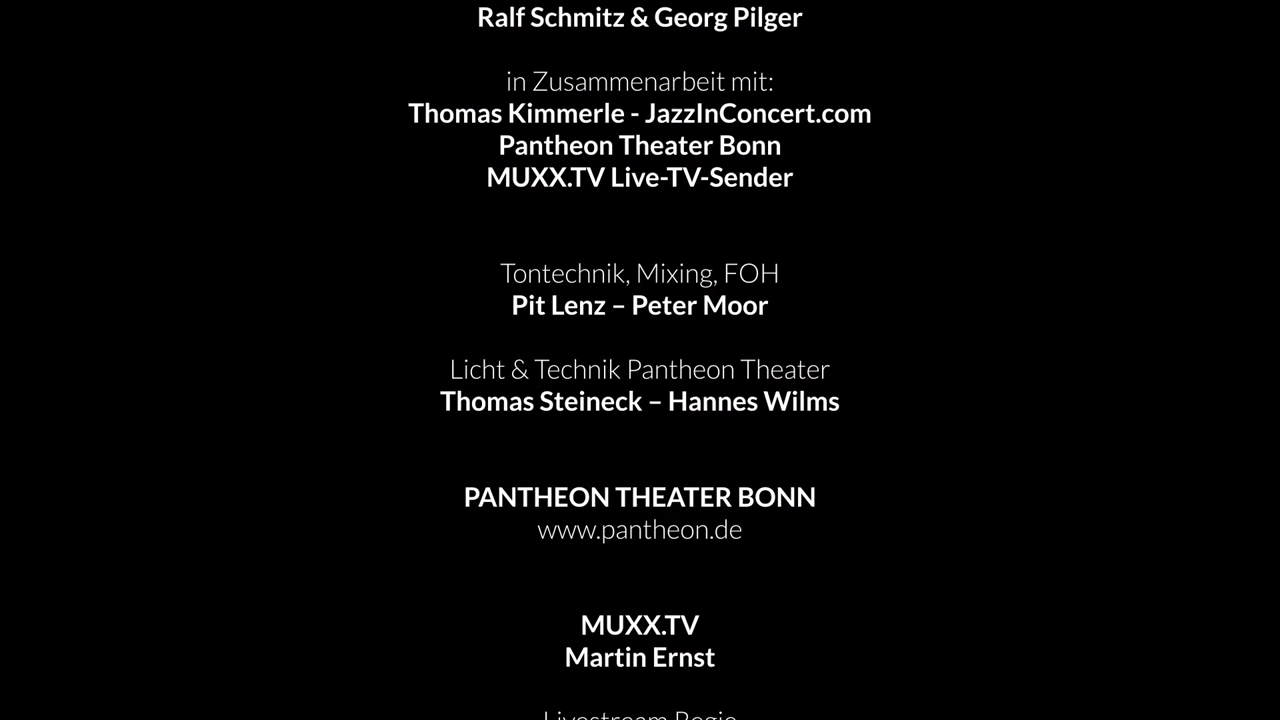 Ralf Schmitz & Georg Pilger
in Zusammenarbeit mit:
Thomas Kimmerle - JazzInConcert.com
Pantheon Theater Bonn
MUXX.TV Live-TV-Sender
Tontechnik, Mixing, FOH
Pit Lenz – Peter Moor
Licht & Technik Pantheon Theater
Thomas Steineck – Hannes Wilms
PANTHEON THEATER BONN
www.pantheon.de
MUXX.TV
Martin Ernst
Livestream Regie